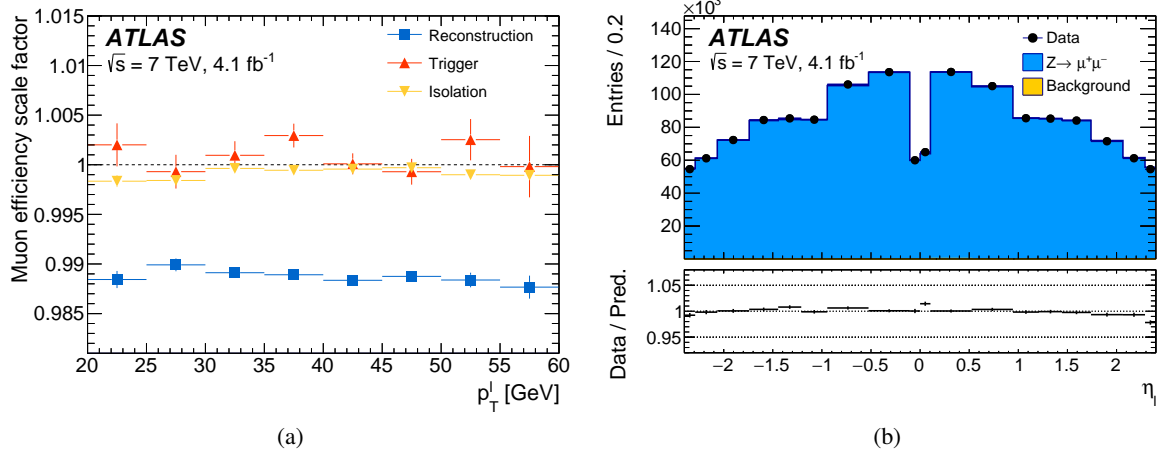 Muon efficiency scale factor
1.015
1.01
1.005
1
0.995
0.99
0.985
ATLAS
√s = 7 TeV, 4.1 fb⁻¹
Reconstruction
Trigger
Isolation
20 25 30 35 40 45 50 55 60
p_T^l [GeV]
(a)
Entries / 0.2
×10³
140
120
100
80
60
40
20
ATLAS
√s = 7 TeV, 4.1 fb⁻¹
Data
Z→ μ⁺μ⁻
Background
Data / Pred.
1.05
1
0.95
−2 −1.5 −1 −0.5 0 0.5 1 1.5 2
η_l
(b)